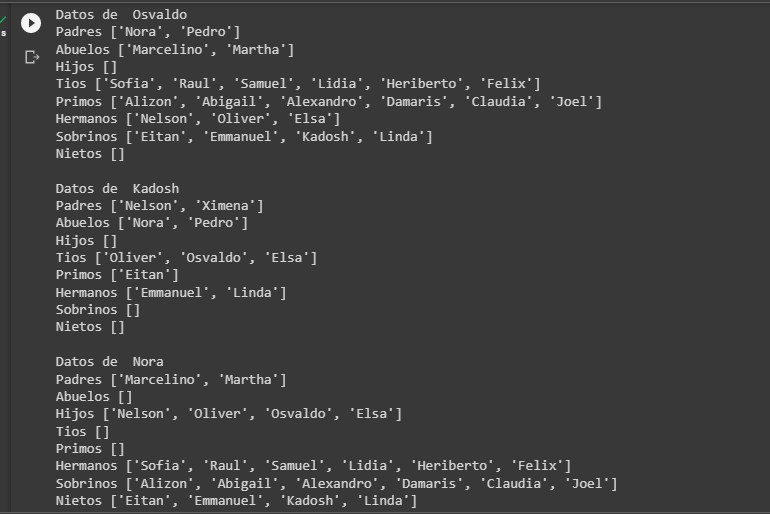 s
Datos de  Osvaldo
Padres ['Nora', 'Pedro']
Abuelos ['Marcelino', 'Martha']
Hijos []
Tios ['Sofia', 'Raul', 'Samuel', 'Lidia', 'Heriberto', 'Felix']
Primos ['Alizon', 'Abigail', 'Alexandro', 'Damaris', 'Claudia', 'Joel']
Hermanos ['Nelson', 'Oliver', 'Elsa']
Sobrinos ['Eitan', 'Emmanuel', 'Kadosh', 'Linda']
Nietos []

Datos de  Kadosh
Padres ['Nelson', 'Ximena']
Abuelos ['Nora', 'Pedro']
Hijos []
Tios ['Oliver', 'Osvaldo', 'Elsa']
Primos ['Eitan']
Hermanos ['Emmanuel', 'Linda']
Sobrinos []
Nietos []

Datos de  Nora
Padres ['Marcelino', 'Martha']
Abuelos []
Hijos ['Nelson', 'Oliver', 'Osvaldo', 'Elsa']
Tios []
Primos []
Hermanos ['Sofia', 'Raul', 'Samuel', 'Lidia', 'Heriberto', 'Felix']
Sobrinos ['Alizon', 'Abigail', 'Alexandro', 'Damaris', 'Claudia', 'Joel']
Nietos ['Eitan', 'Emmanuel', 'Kadosh', 'Linda']